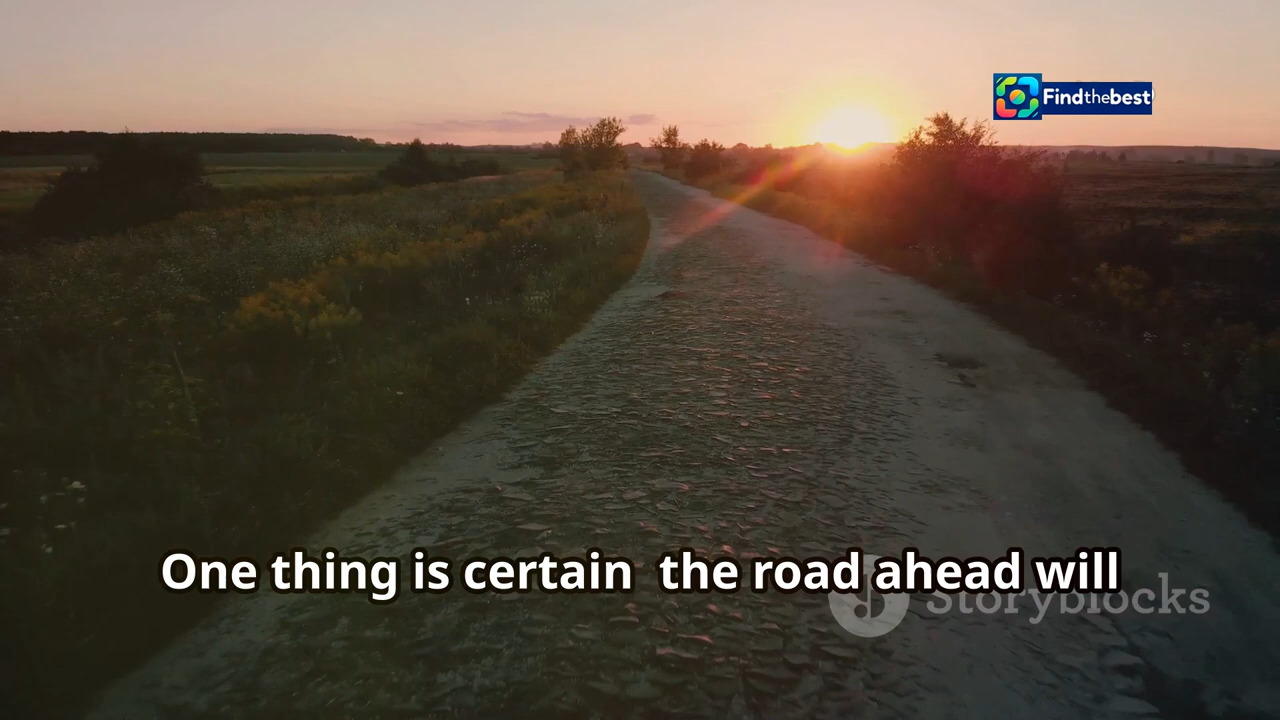 Findthebest
One thing is certain the road ahead will
Storyblocks